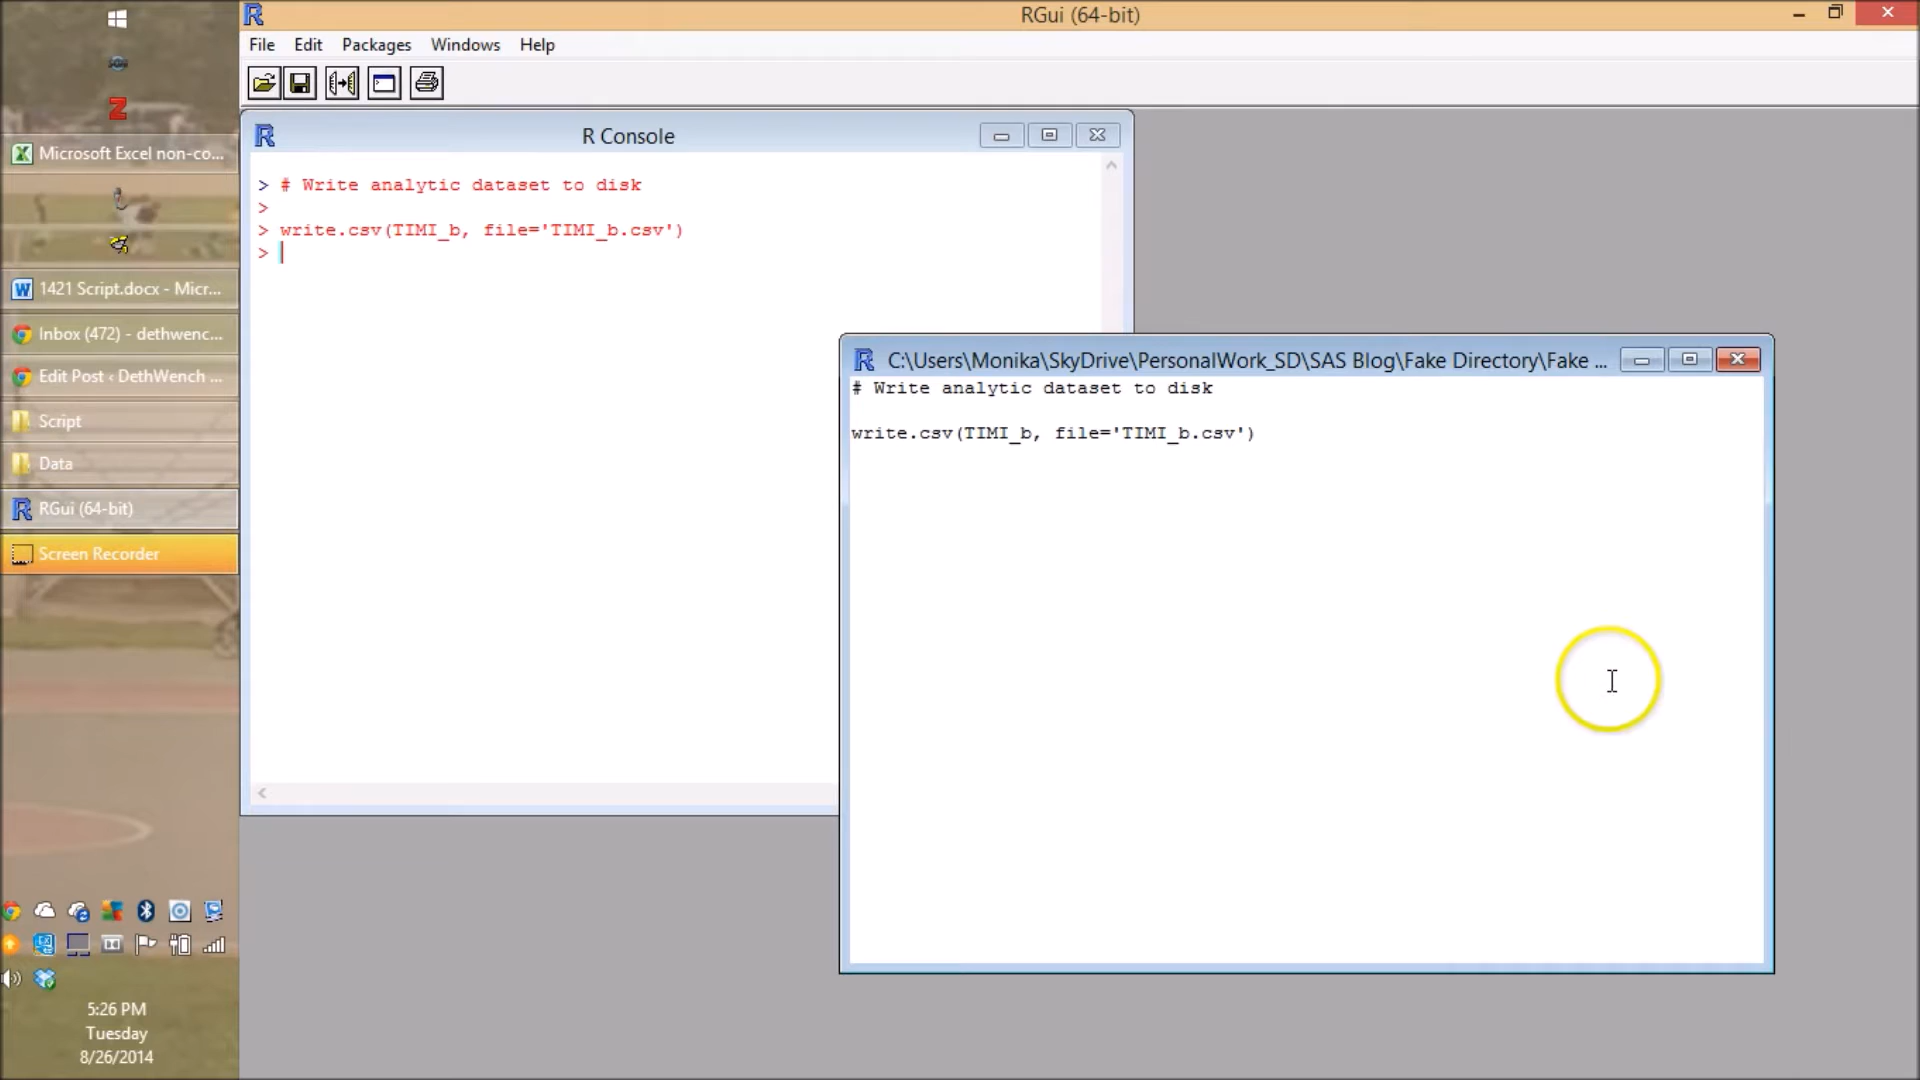 RGui (64-bit)
File Edit Packages Windows Help
R Console
> # Write analytic dataset to disk
>
> write.csv(TIMI_b, file='TIMI_b.csv')
>
C:\Users\Monika\SkyDrive\PersonalWork_SD\SAS Blog\Fake Directory\Fake ...
# Write analytic dataset to disk
write.csv(TIMI_b, file='TIMI_b.csv')
Microsoft Excel non-co...
1421 Script.docx - Micr...
Inbox (472) - dethwenc...
Edit Post ‹ DethWench ...
Script
Data
RGui (64-bit)
Screen Recorder
5:26 PM
Tuesday
8/26/2014